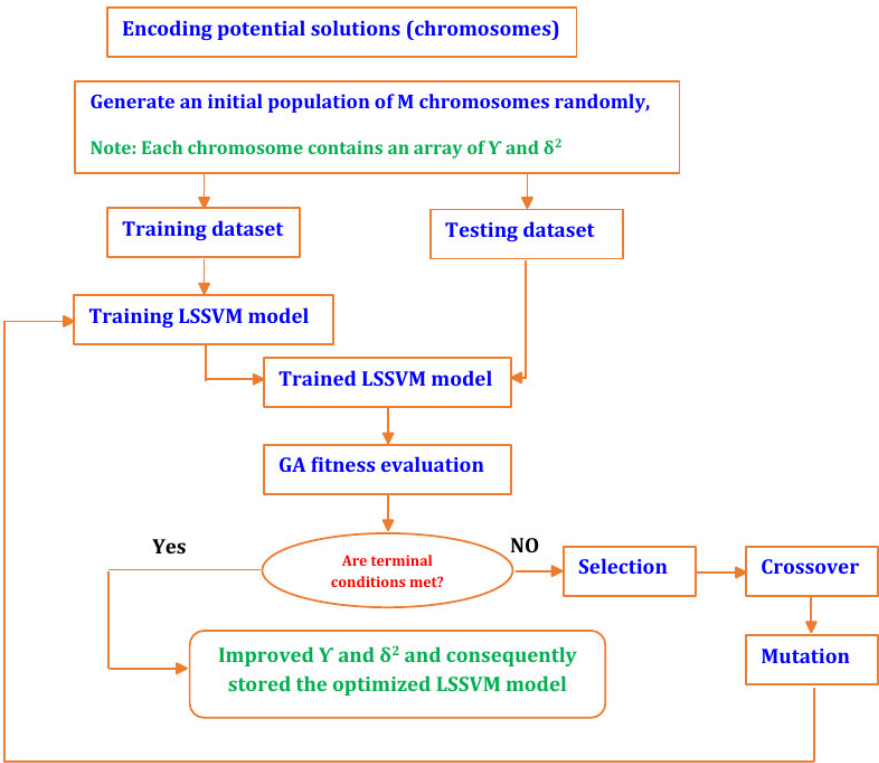 Encoding potential solutions (chromosomes)
Generate an initial population of M chromosomes randomly,
Note: Each chromosome contains an array of ϒ and δ²
Training dataset
Testing dataset
Training LSSVM model
Trained LSSVM model
GA fitness evaluation
Yes
Are terminal
conditions met?
NO
Selection
Crossover
Mutation
Improved ϒ and δ² and consequently
stored the optimized LSSVM model